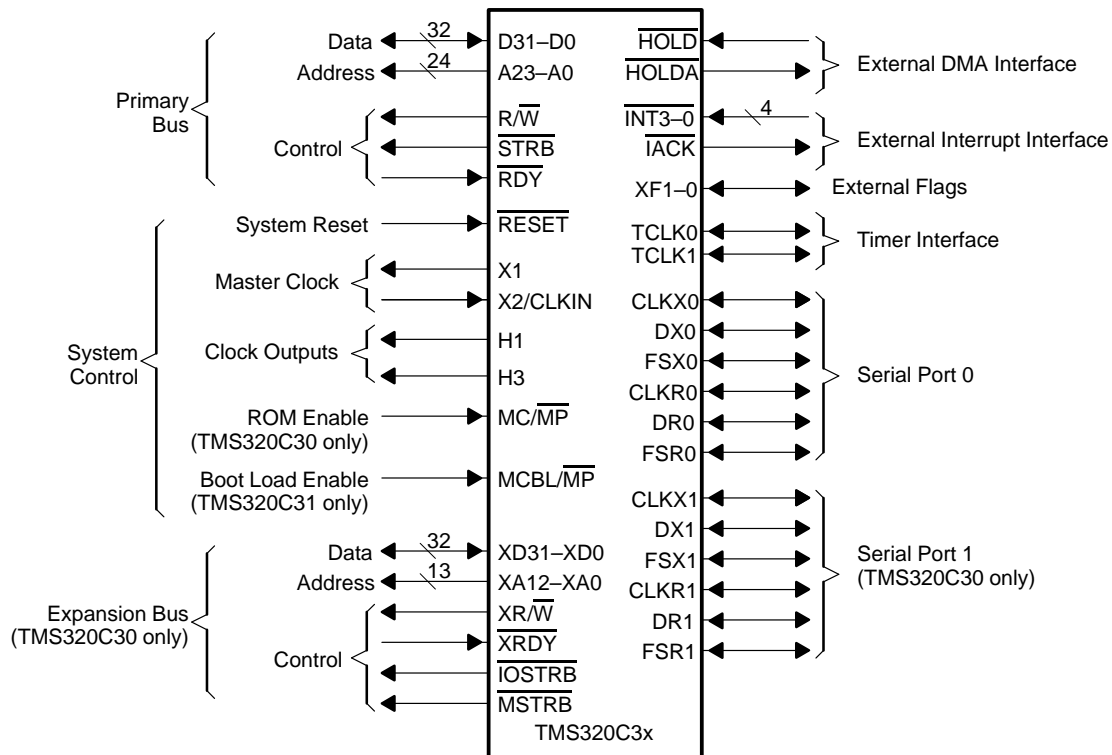 Primary
Bus
Data
32
D31–D0
Address
24
A23–A0
Control
R/W
STRB
RDY
System
Control
System Reset
RESET
Master Clock
X1
X2/CLKIN
Clock Outputs
H1
H3
ROM Enable
(TMS320C30 only)
MC/MP
Boot Load Enable
(TMS320C31 only)
MCBL/MP
Expansion Bus
(TMS320C30 only)
Data
32
XD31–XD0
Address
13
XA12–XA0
Control
XR/W
XRDY
IOSTRB
MSTRB
HOLD
HOLDA
External DMA Interface
INT3–0
4
IACK
External Interrupt Interface
XF1–0
External Flags
TCLK0
TCLK1
Timer Interface
CLKX0
DX0
FSX0
CLKR0
DR0
FSR0
Serial Port 0
CLKX1
DX1
FSX1
CLKR1
DR1
FSR1
Serial Port 1
(TMS320C30 only)
TMS320C3x